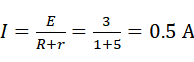 I = E/(R+r) = 3/(1+5) = 0.5 A